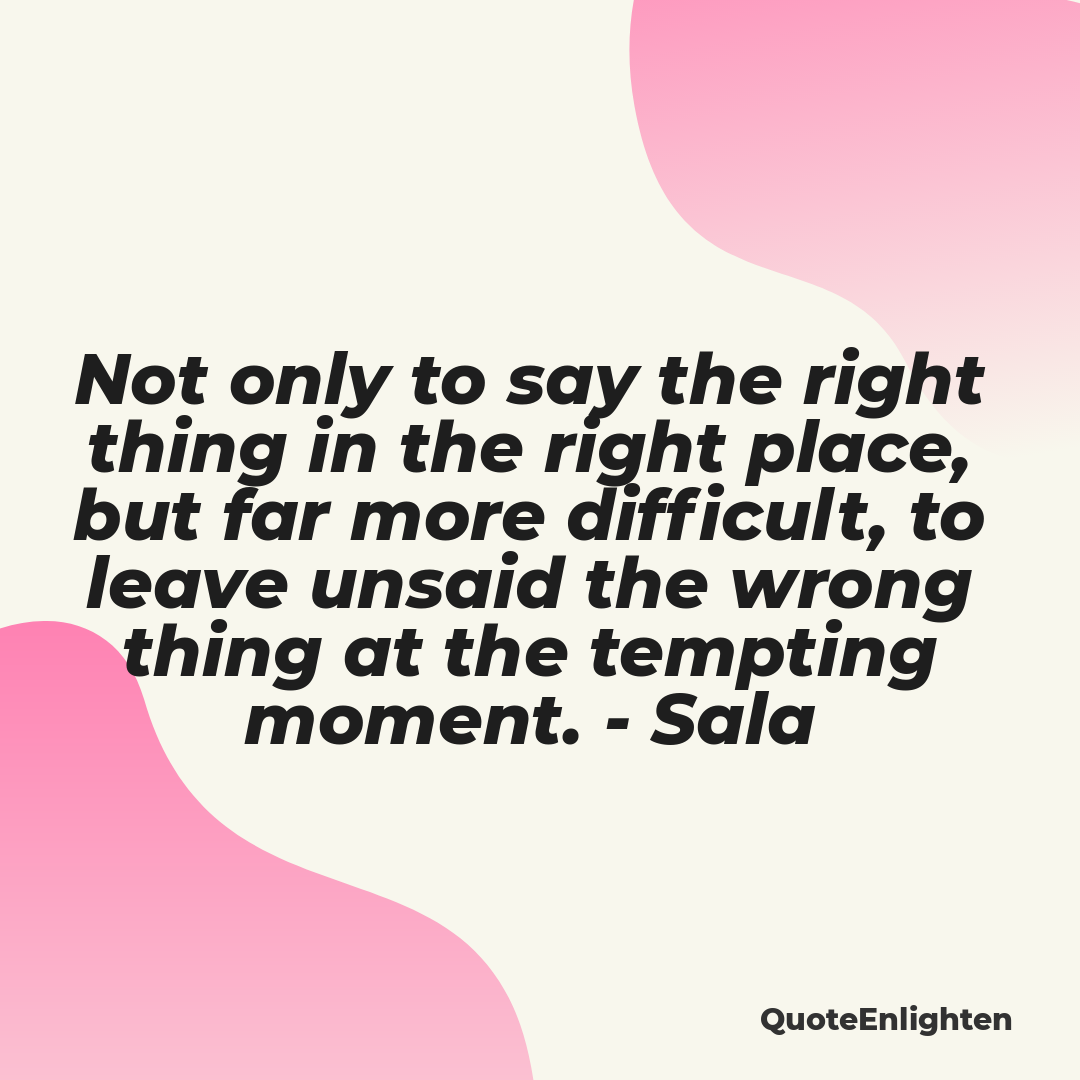 Not only to say the right
thing in the right place,
but far more difficult, to
leave unsaid the wrong
thing at the tempting
moment. - Sala
QuoteEnlighten